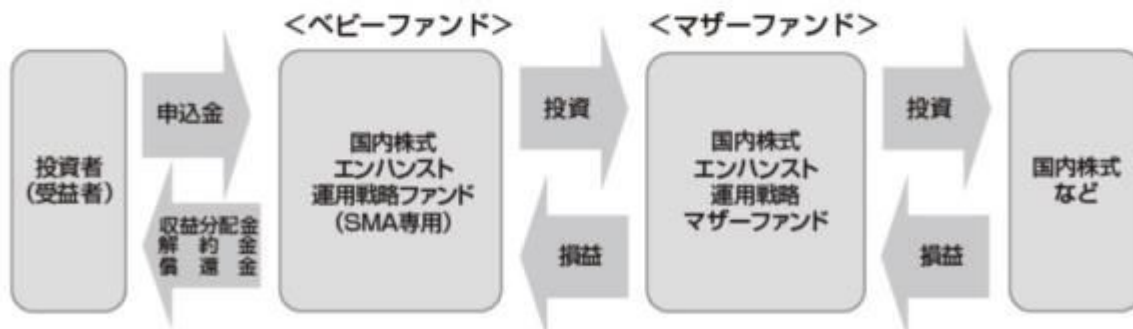 <ベビーファンド>
<マザーファンド>
投資者
(受益者)
申込金
収益分配金
解約金
償還金
国内株式
エンハンスト
運用戦略ファンド
(SMA専用)
投資
損益
国内株式
エンハンスト
運用戦略
マザーファンド
投資
損益
国内株式
など